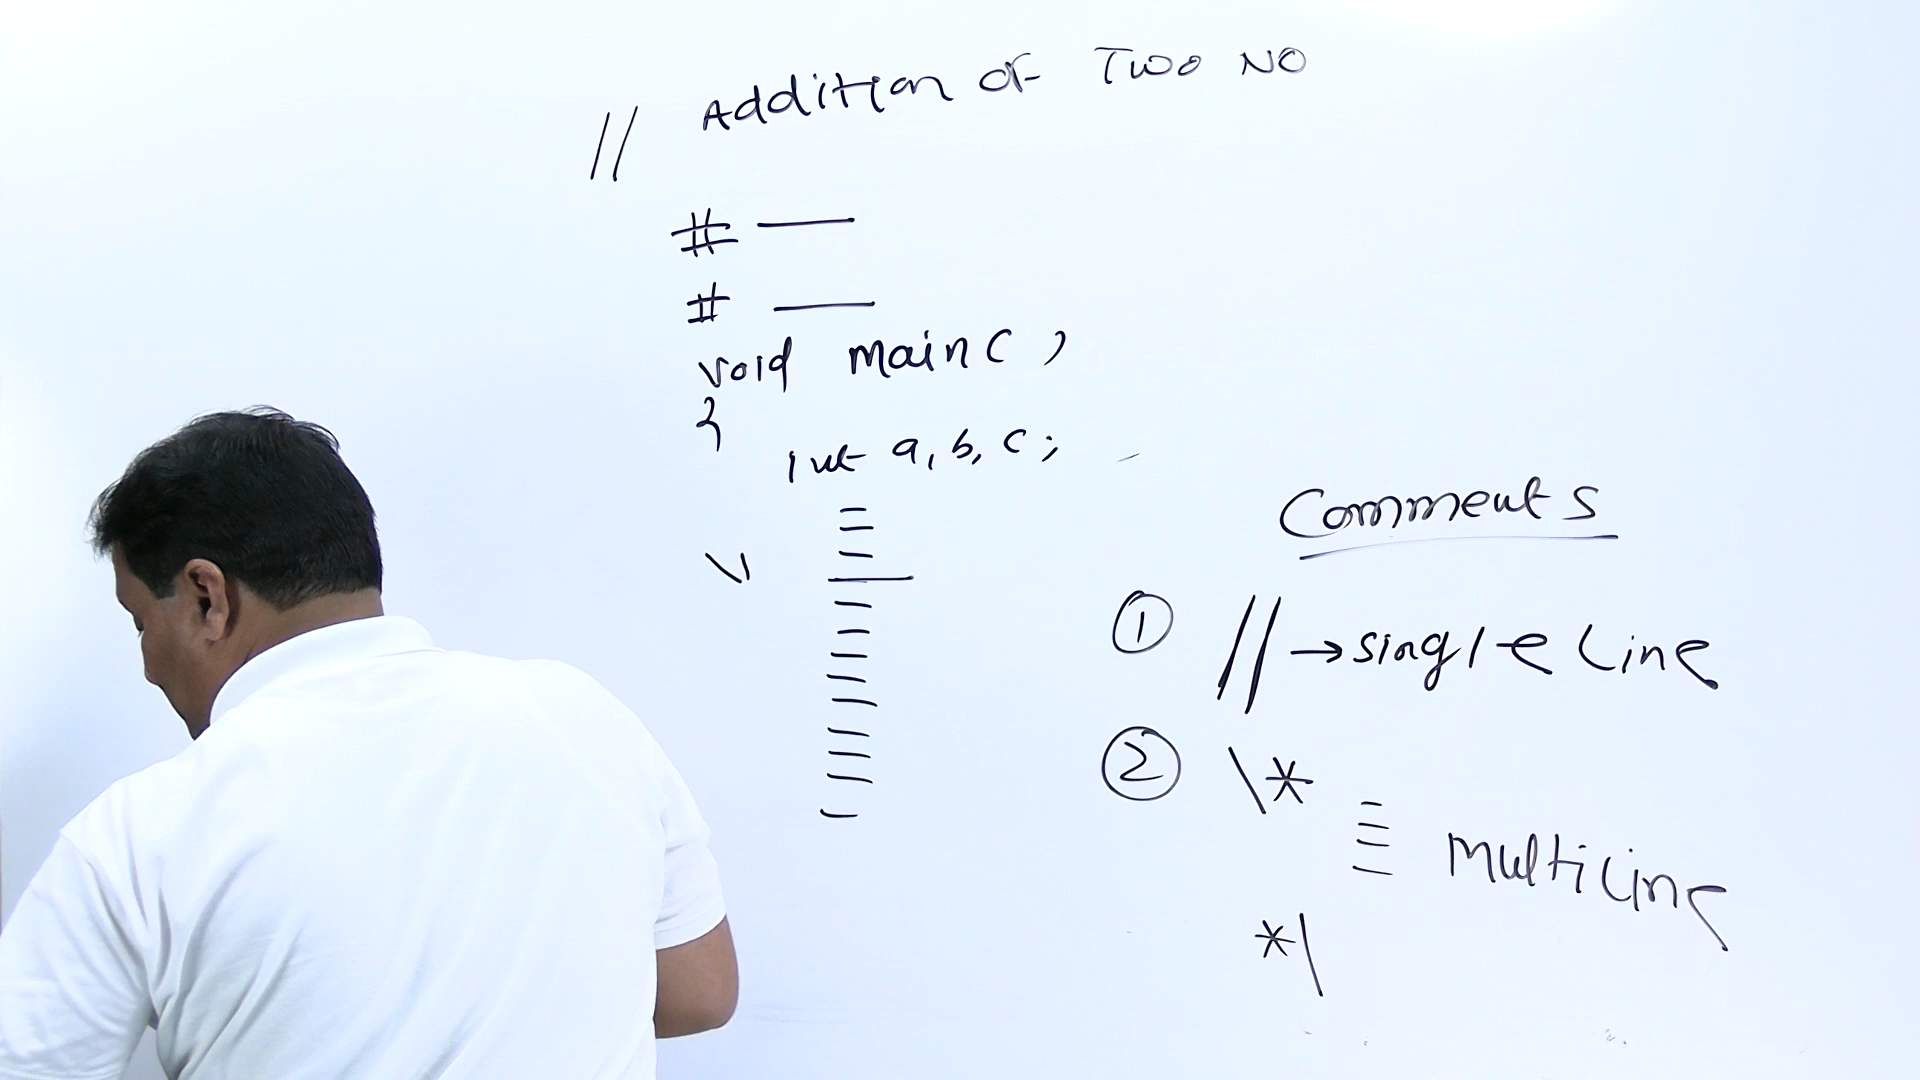 // Addition of Two NO
# —
# —
void main( )
{
int a, b, c;
\\
Comments
① // → single Line
② \*
multiline
*\